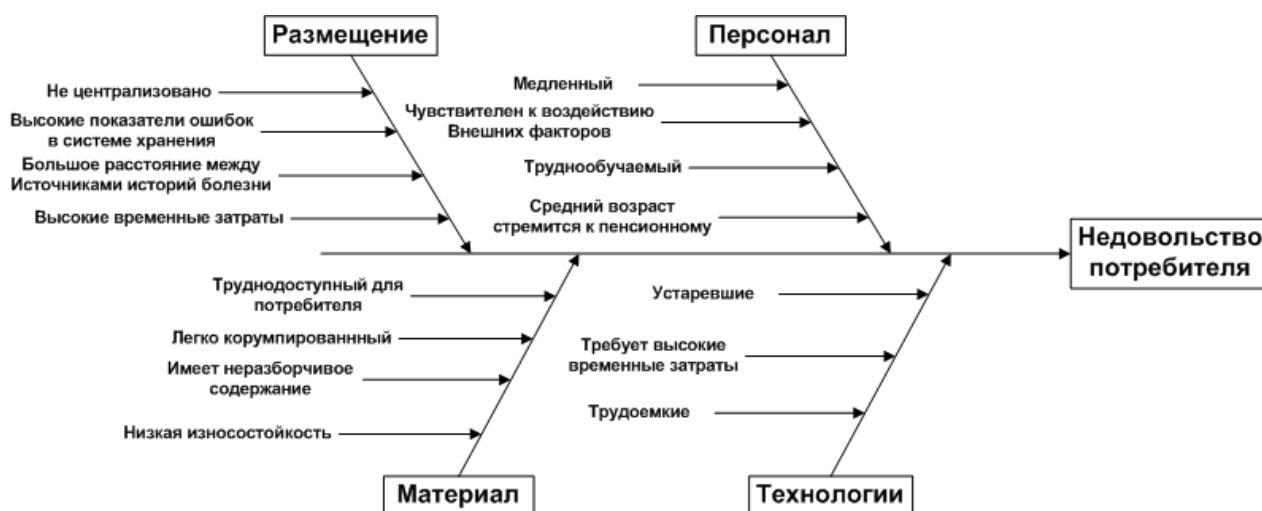 Размещение
Персонал
Не централизовано
Высокие показатели ошибок
в системе хранения
Большое расстояние между
Источниками историй болезни
Высокие временные затраты
Медленный
Чувствителен к воздействию
Внешних факторов
Труднообучаемый
Средний возраст
стремится к пенсионному
Недовольство
потребителя
Труднодоступный для
потребителя
Легко корумпированнный
Имеет неразборчивое
содержание
Низкая износостойкость
Устаревшие
Требует высокие
временные затраты
Трудоемкие
Материал
Технологии